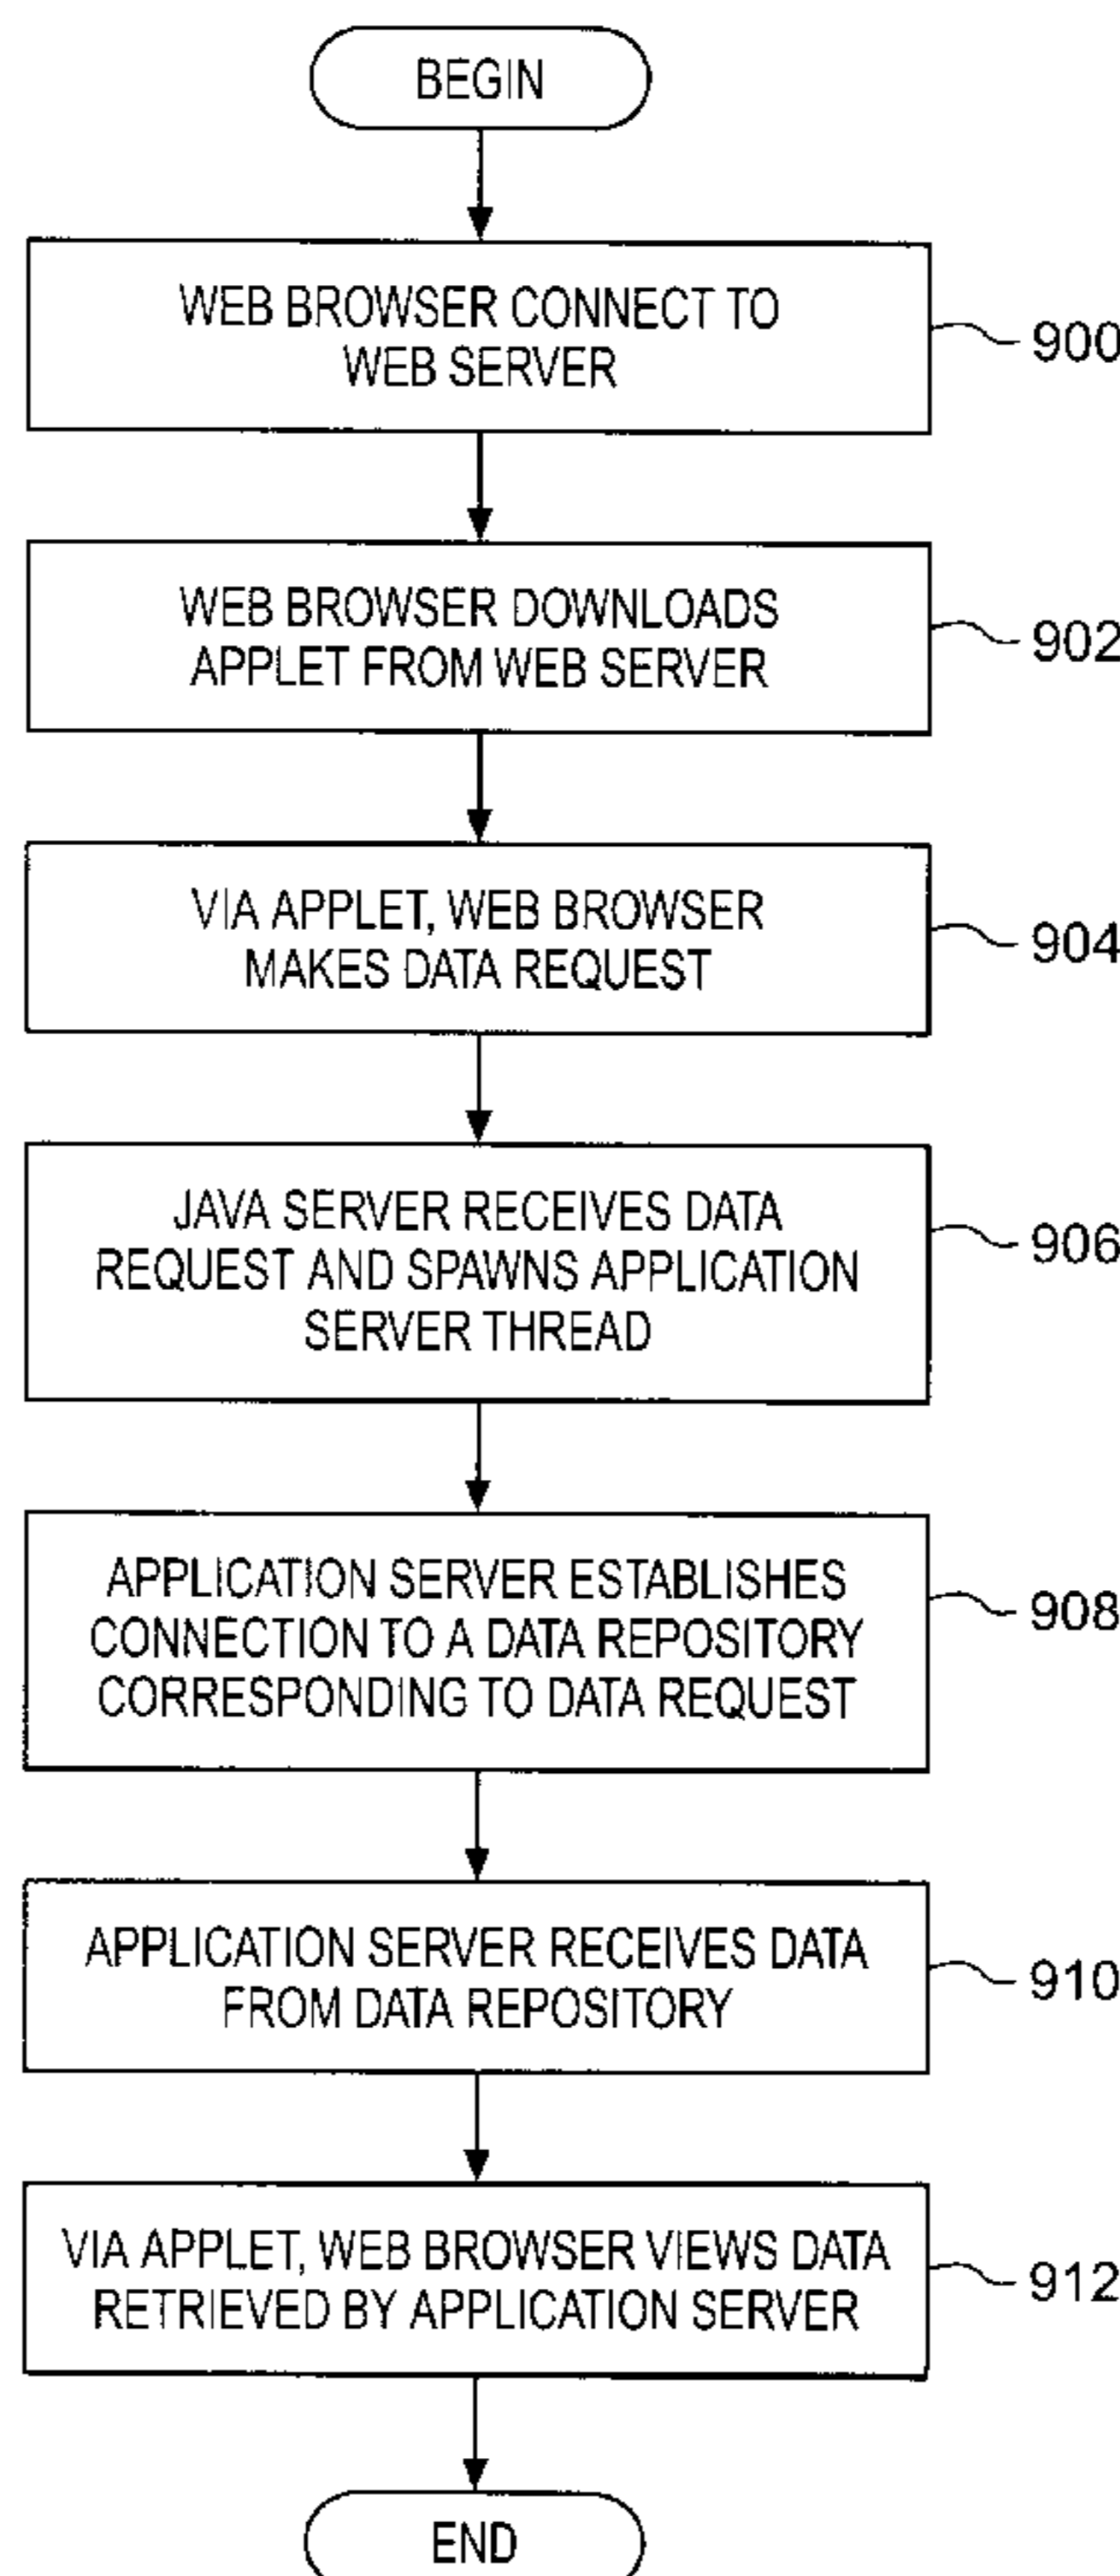 BEGIN
WEB BROWSER CONNECT TO
WEB SERVER
900
WEB BROWSER DOWNLOADS
APPLET FROM WEB SERVER
902
VIA APPLET, WEB BROWSER
MAKES DATA REQUEST
904
JAVA SERVER RECEIVES DATA
REQUEST AND SPAWNS APPLICATION
SERVER THREAD
906
APPLICATION SERVER ESTABLISHES
CONNECTION TO A DATA REPOSITORY
CORRESPONDING TO DATA REQUEST
908
APPLICATION SERVER RECEIVES DATA
FROM DATA REPOSITORY
910
VIA APPLET, WEB BROWSER VIEWS DATA
RETRIEVED BY APPLICATION SERVER
912
END